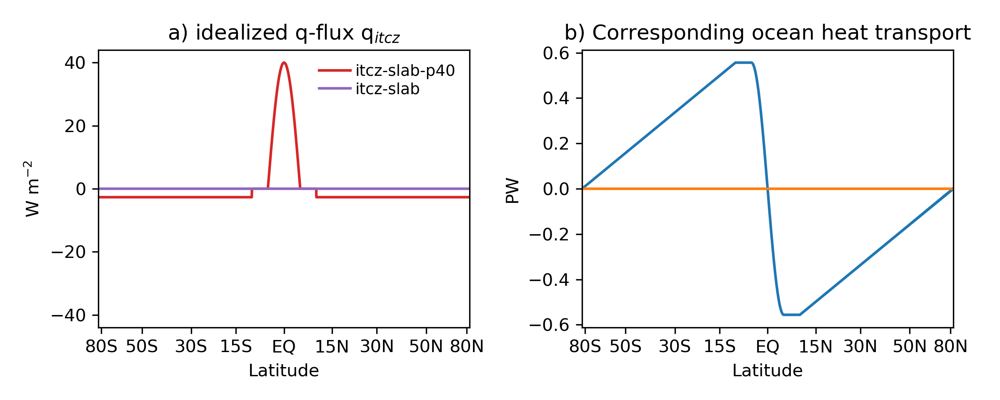 a) idealized q-flux q_itcz
40
20
0
−20
−40
W m⁻²
itcz-slab-p40
itcz-slab
80S 50S 30S 15S EQ 15N 30N 50N 80N
Latitude
b) Corresponding ocean heat transport
0.6
0.4
0.2
0.0
−0.2
−0.4
−0.6
PW
80S 50S 30S 15S EQ 15N 30N 50N 80N
Latitude